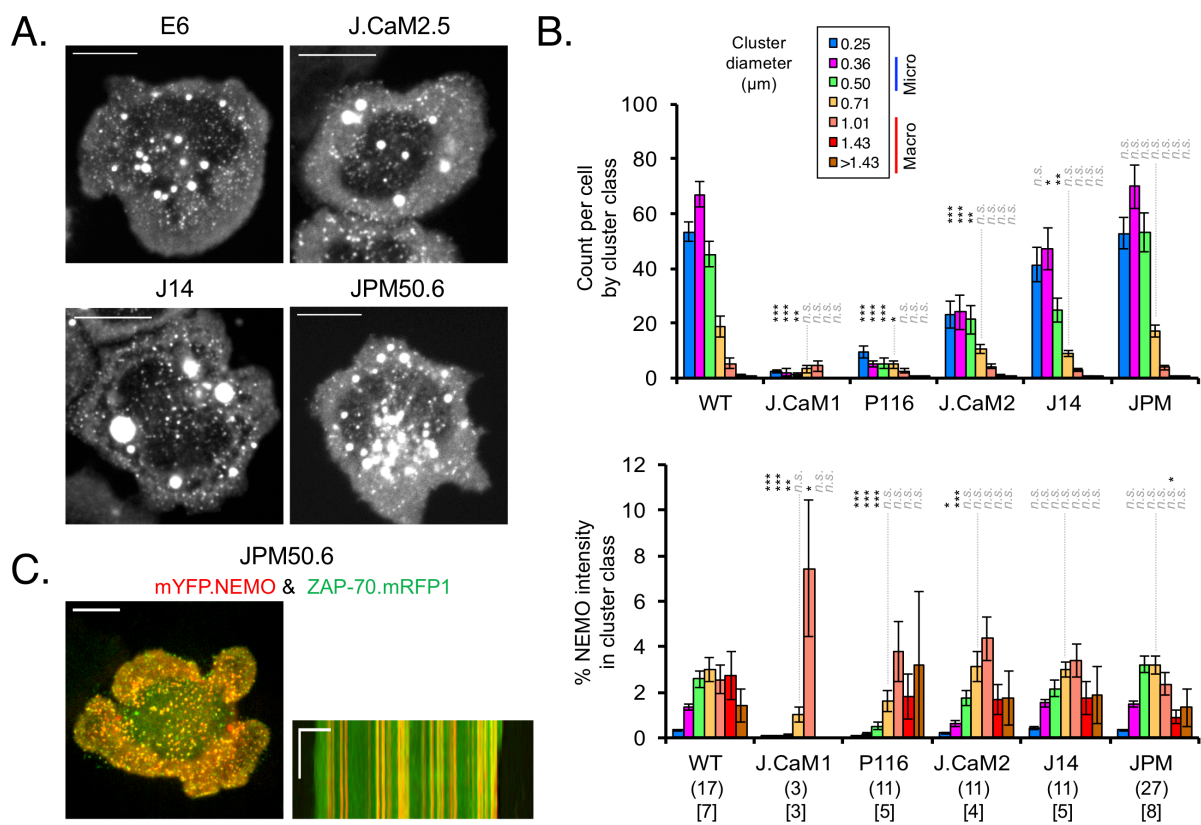 A.
E6
J.CaM2.5
J14
JPM50.6
B.
Cluster
diameter
(µm)
0.25
0.36
0.50
0.71
1.01
1.43
>1.43
Micro
Macro
Count per cell
by cluster class
100
80
60
40
20
0
*** *** ** n.s. n.s. n.s. n.s.
*** *** *** * n.s. n.s. n.s.
*** *** ** n.s. n.s. n.s. n.s.
n.s. * ** n.s. n.s. n.s. n.s.
n.s. n.s. n.s. n.s. n.s. n.s. n.s.
WT J.CaM1 P116 J.CaM2 J14 JPM
% NEMO intensity
in cluster class
12
10
8
6
4
2
0
*** *** ** n.s. * n.s. n.s.
*** *** *** n.s. n.s. n.s. n.s.
* *** n.s. n.s. n.s. n.s. n.s.
n.s. n.s. n.s. n.s. n.s. n.s. n.s.
n.s. n.s. n.s. n.s. n.s. * n.s.
WT J.CaM1 P116 J.CaM2 J14 JPM
(17) (3) (11) (11) (11) (27)
[7] [3] [5] [4] [5] [8]
C.
JPM50.6
mYFP.NEMO & ZAP-70.mRFP1